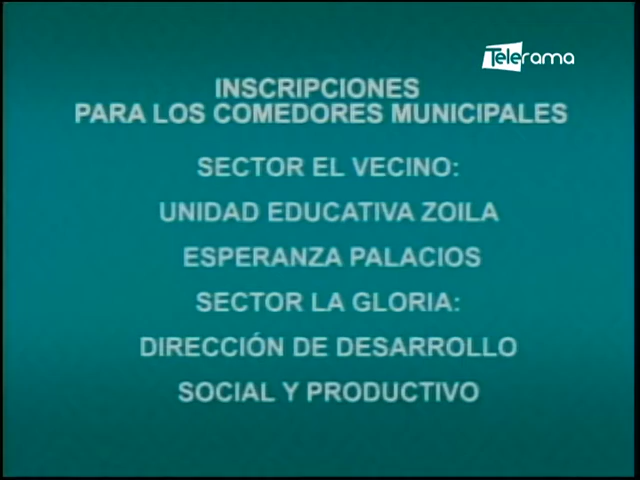 Telerama
INSCRIPCIONES
PARA LOS COMEDORES MUNICIPALES
SECTOR EL VECINO:
UNIDAD EDUCATIVA ZOILA
ESPERANZA PALACIOS
SECTOR LA GLORIA:
DIRECCIÓN DE DESARROLLO
SOCIAL Y PRODUCTIVO